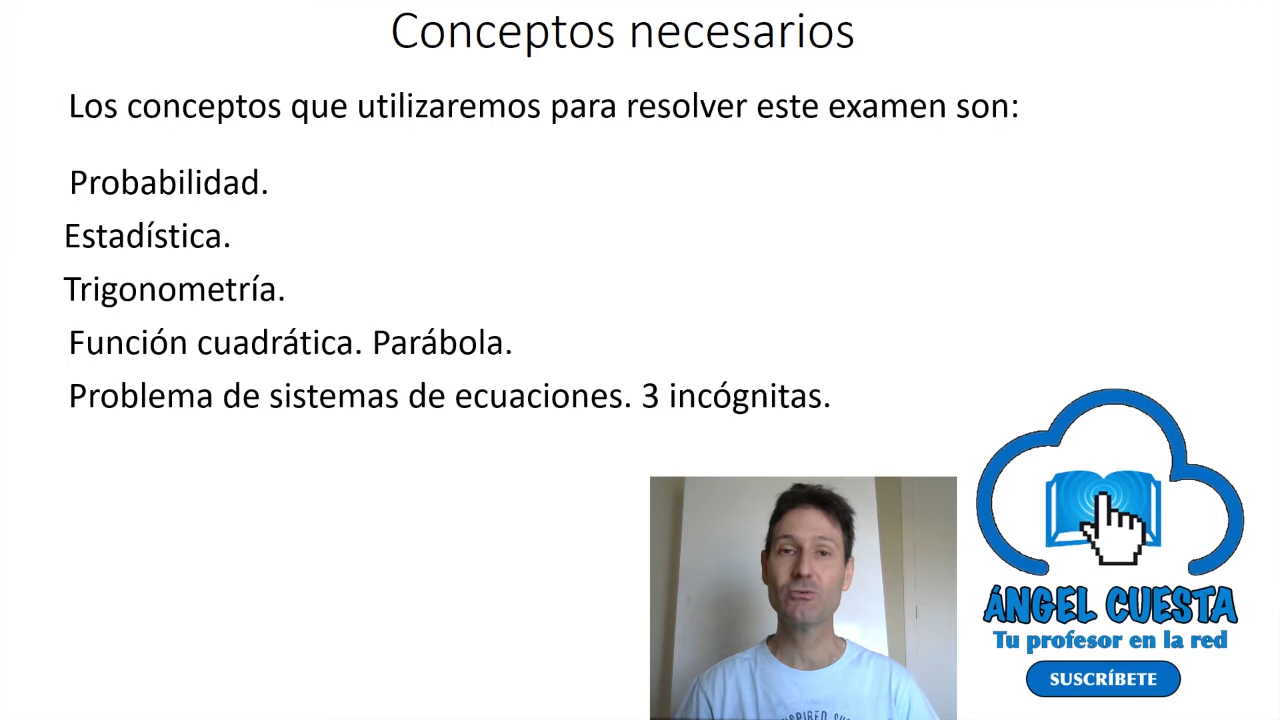 Conceptos necesarios
Los conceptos que utilizaremos para resolver este examen son:
Probabilidad.
Estadística.
Trigonometría.
Función cuadrática. Parábola.
Problema de sistemas de ecuaciones. 3 incógnitas.
ÁNGEL CUESTA
Tu profesor en la red
SUSCRÍBETE